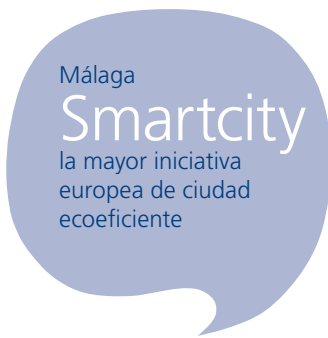 Málaga
Smartcity
la mayor iniciativa
europea de ciudad
ecoeficiente